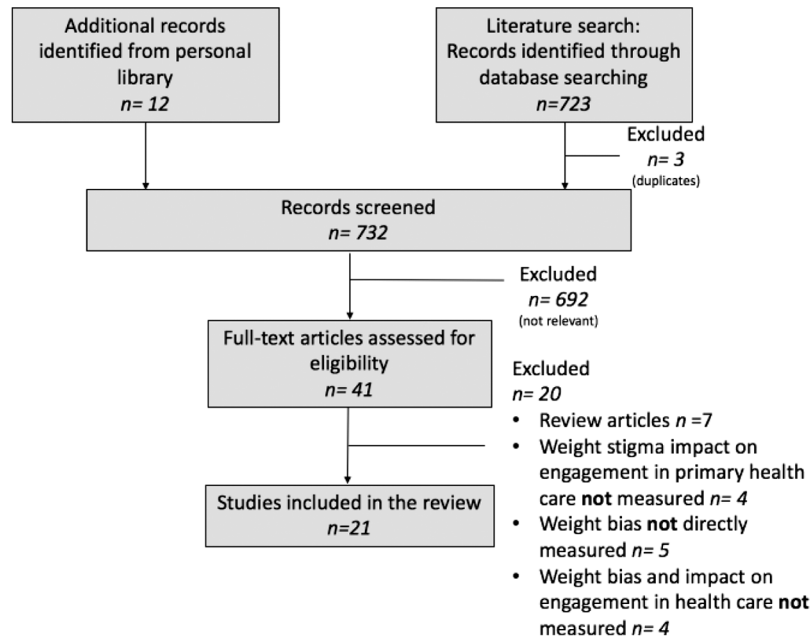 Additional records
identified from personal
library
n= 12
Literature search:
Records identified through
database searching
n=723
Excluded
n= 3
(duplicates)
Records screened
n= 732
Excluded
n= 692
(not relevant)
Full-text articles assessed for
eligibility
n= 41
Excluded
n= 20
• Review articles n =7
• Weight stigma impact on
engagement in primary health
care not measured n= 4
• Weight bias not directly
measured n= 5
• Weight bias and impact on
engagement in health care not
measured n= 4
Studies included in the review
n=21